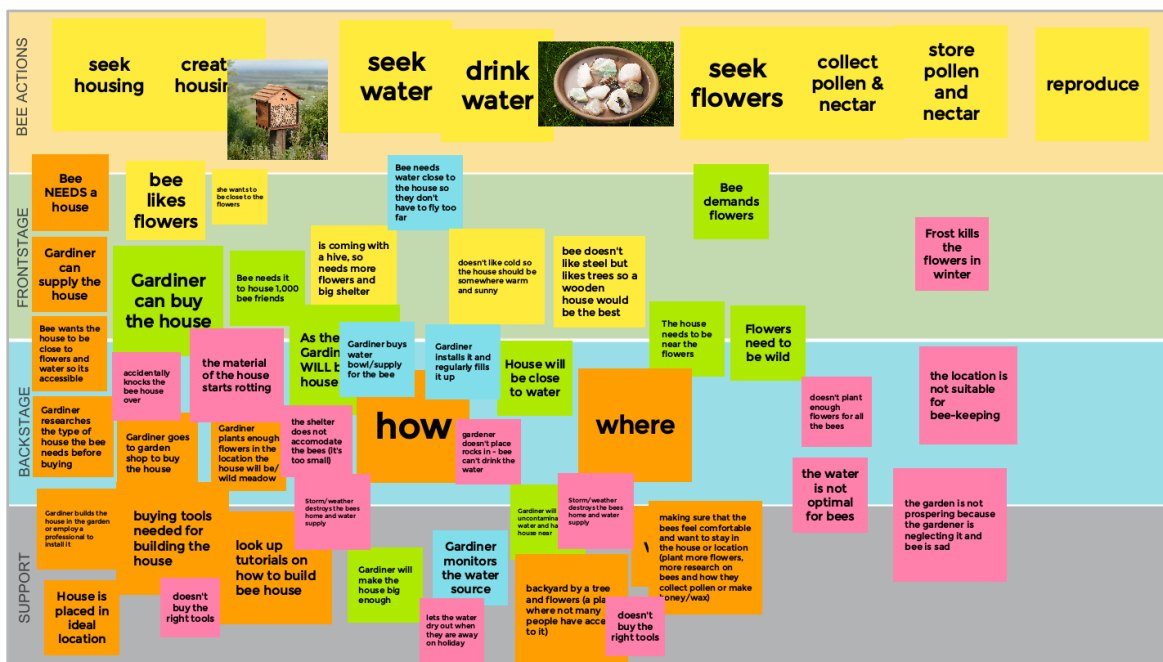 BEE ACTIONS
seek
housing
seek
water
drink
water
seek
flowers
collect
pollen &
nectar
store
pollen
and
nectar
reproduce
FRONTSTAGE
Bee
NEEDS a
house
bee
likes
flowers
she wants to
be close to the
flowers
Bee needs
water close to
the house so
they don't
have to fly too
far
Bee
demands
flowers
Frost kills
the
flowers in
winter
Gardiner
can
supply the
house
Gardiner
can buy
the house
Bee needs it
to house 1,000
bee friends
is coming with
a hive, so
needs more
flowers and
big shelter
doesn't like cold so
the house should be
somewhere warm
and sunny
bee doesn't
like steel but
likes trees so a
wooden
house would
be the best
The house
needs to be
near the
flowers
Flowers
need to
be wild
Bee wants the
house to be
close to
flowers and
water so its
accessible
BACKSTAGE
accidentally
knocks the
bee house
over
the material
of the house
starts rotting
As the
house
Gardiner buys
water
bowl/supply
for the bee
Gardiner
installs it and
regularly fills
it up
House will
be close
to water
how
where
doesn't plant
enough
flowers for all
the bees
the location
is not suitable
for
bee-keeping
Gardiner
researches
the type of
house the bee
needs before
buying
Gardiner goes
to garden
shop to buy
the house
Gardiner
plants enough
flowers in the
location the
house will be/
wild meadow
the shelter
does not
accomodate
the bees (it's
too small)
gardener
doesn't place
rocks in - bee
can't drink the
water
the water
is not
optimal
for bees
the garden is not
prospering because
the gardener is
neglecting it and
bee is sad
SUPPORT
Gardiner builds the
house in the garden
or employ a
professional to
install it
buying tools
needed for
building the
house
look up
tutorials on
how to build
bee house
Storm/weather
destroys the bees
home and water
supply
Gardiner will
water and
house near
Storm/weather
destroys the bees
home and water
supply
making sure that the
bees feel comfortable
and want to stay in
the house or location
(plant more flowers,
more research on
bees and how they
collect pollen or make
honey/wax)
House is
placed in
ideal
location
doesn't
buy the
right tools
Gardiner will
make the
house big
enough
Gardiner
monitors
the water
source
lets the water
dry out when
they are away
on holiday
backyard by a tree
and flowers (a
where not many
people have
to it)
doesn't
buy the
right tools